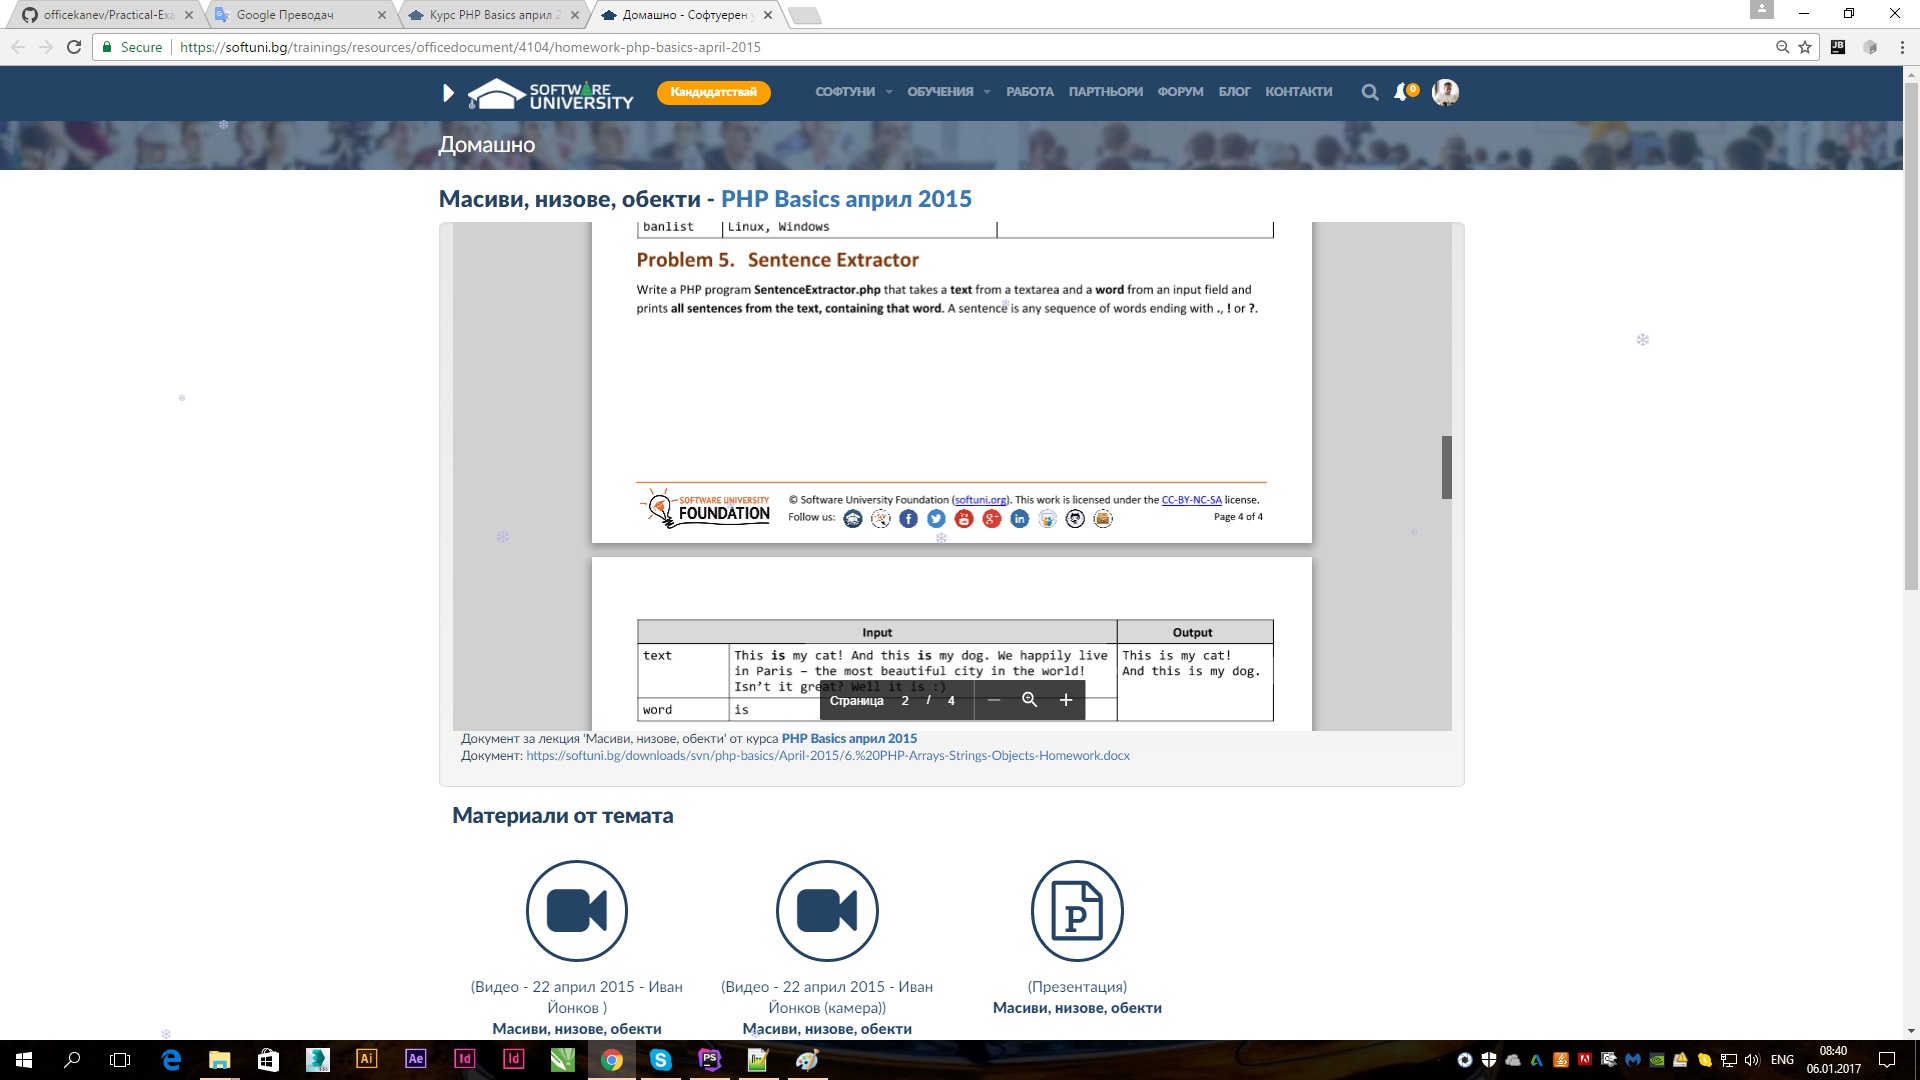 officekanev/Practical-Exa
Google Преводач
Курс PHP Basics април 2
Домашно - Софтуерен у
Secure
https://softuni.bg/trainings/resources/officedocument/4104/homework-php-basics-april-2015
JB
SOFTWARE
UNIVERSITY
Кандидатствай
СОФТУНИ
ОБУЧЕНИЯ
РАБОТА
ПАРТНЬОРИ
ФОРУМ
БЛОГ
КОНТАКТИ
0
Домашно
Масиви, низове, обекти - PHP Basics април 2015
banlist
Linux, Windows
Problem 5. Sentence Extractor
Write a PHP program SentenceExtractor.php that takes a text from a textarea and a word from an input field and
prints all sentences from the text, containing that word. A sentence is any sequence of words ending with ., ! or ?.
SOFTWARE UNIVERSITY
FOUNDATION
© Software University Foundation (softuni.org). This work is licensed under the CC-BY-NC-SA license.
Follow us:
Page 4 of 4
Input
Output
text
This is my cat! And this is my dog. We happily live
in Paris – the most beautiful city in the world!
Isn’t it great? Well it is :)
This is my cat!
And this is my dog.
word
is
Страница 2 / 4
Документ за лекция 'Масиви, низове, обекти' от курса PHP Basics април 2015
Документ: https://softuni.bg/downloads/svn/php-basics/April-2015/6.%20PHP-Arrays-Strings-Objects-Homework.docx
Материали от темата
(Видео - 22 април 2015 - Иван
Йонков )
Масиви, низове, обекти
(Видео - 22 април 2015 - Иван
Йонков (камера))
Масиви, низове, обекти
P
(Презентация)
Масиви, низове, обекти
Ai
Ae
Id
Id
PS
ENG
08:40
06.01.2017